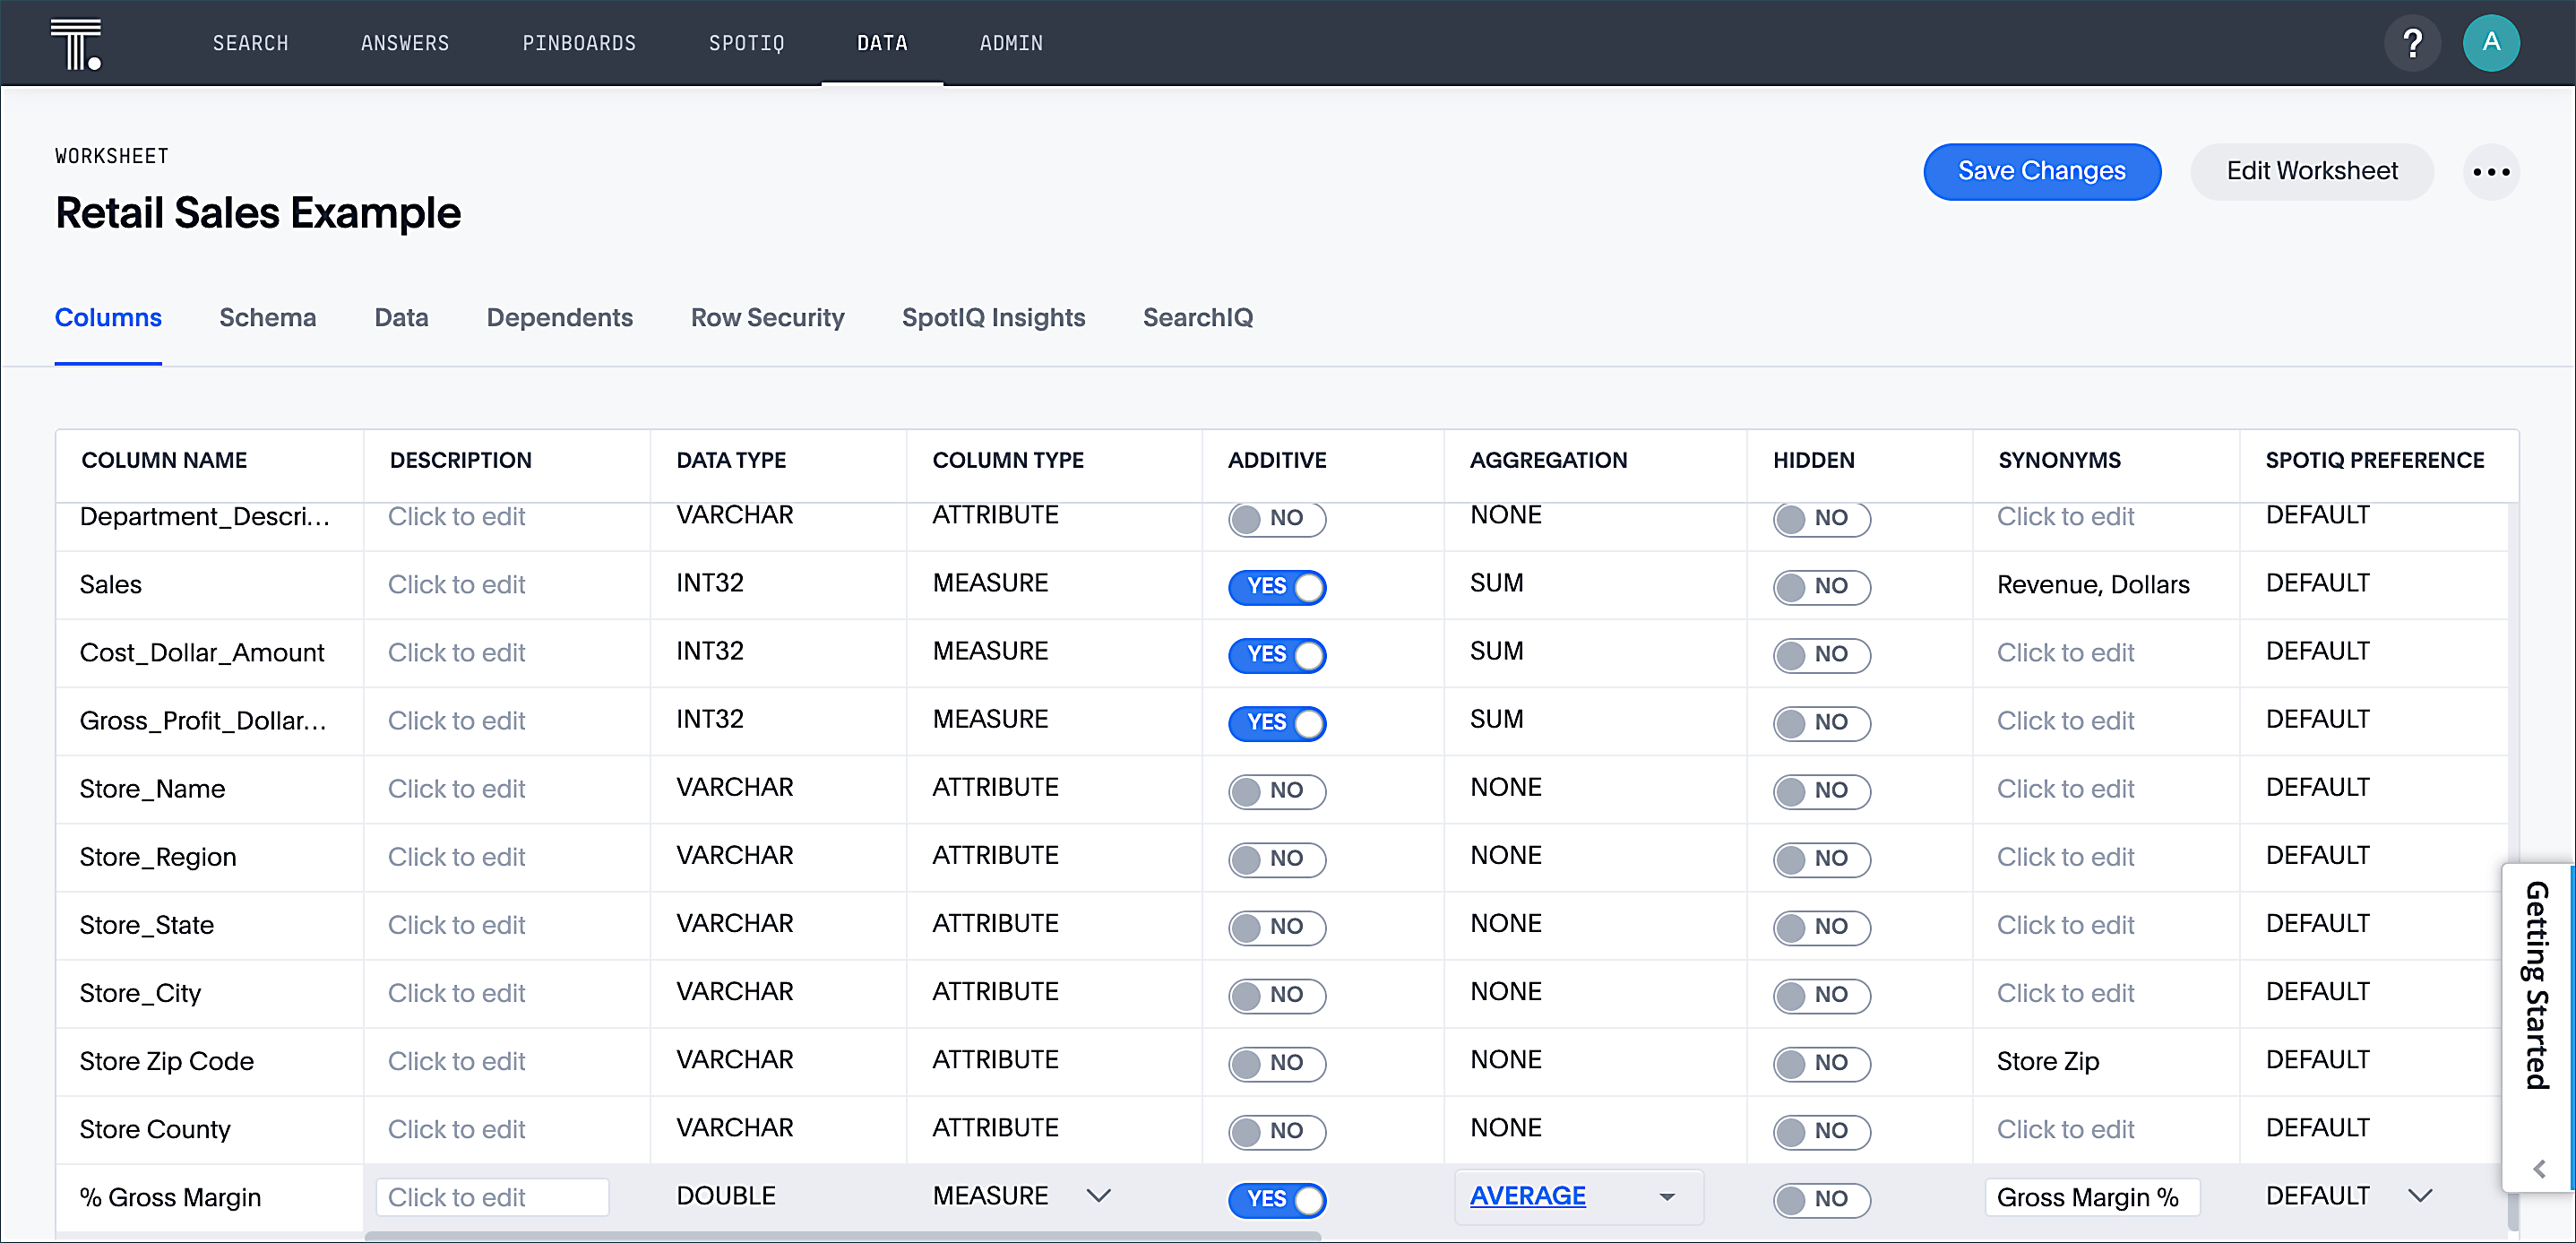 T. SEARCH ANSWERS PINBOARDS SPOTIQ DATA ADMIN ? A
WORKSHEET
Retail Sales Example
Save Changes Edit Worksheet
Columns Schema Data Dependents Row Security SpotIQ Insights SearchIQ
COLUMN NAME DESCRIPTION DATA TYPE COLUMN TYPE ADDITIVE AGGREGATION HIDDEN SYNONYMS SPOTIQ PREFERENCE
Department_Descri... Click to edit VARCHAR ATTRIBUTE NO NONE NO Click to edit DEFAULT
Sales Click to edit INT32 MEASURE YES SUM NO Revenue, Dollars DEFAULT
Cost_Dollar_Amount Click to edit INT32 MEASURE YES SUM NO Click to edit DEFAULT
Gross_Profit_Dollar... Click to edit INT32 MEASURE YES SUM NO Click to edit DEFAULT
Store_Name Click to edit VARCHAR ATTRIBUTE NO NONE NO Click to edit DEFAULT
Store_Region Click to edit VARCHAR ATTRIBUTE NO NONE NO Click to edit DEFAULT
Store_State Click to edit VARCHAR ATTRIBUTE NO NONE NO Click to edit DEFAULT
Store_City Click to edit VARCHAR ATTRIBUTE NO NONE NO Click to edit DEFAULT
Store Zip Code Click to edit VARCHAR ATTRIBUTE NO NONE NO Store Zip DEFAULT
Store County Click to edit VARCHAR ATTRIBUTE NO NONE NO Click to edit DEFAULT
% Gross Margin Click to edit DOUBLE MEASURE YES AVERAGE NO Gross Margin % DEFAULT
Getting Started